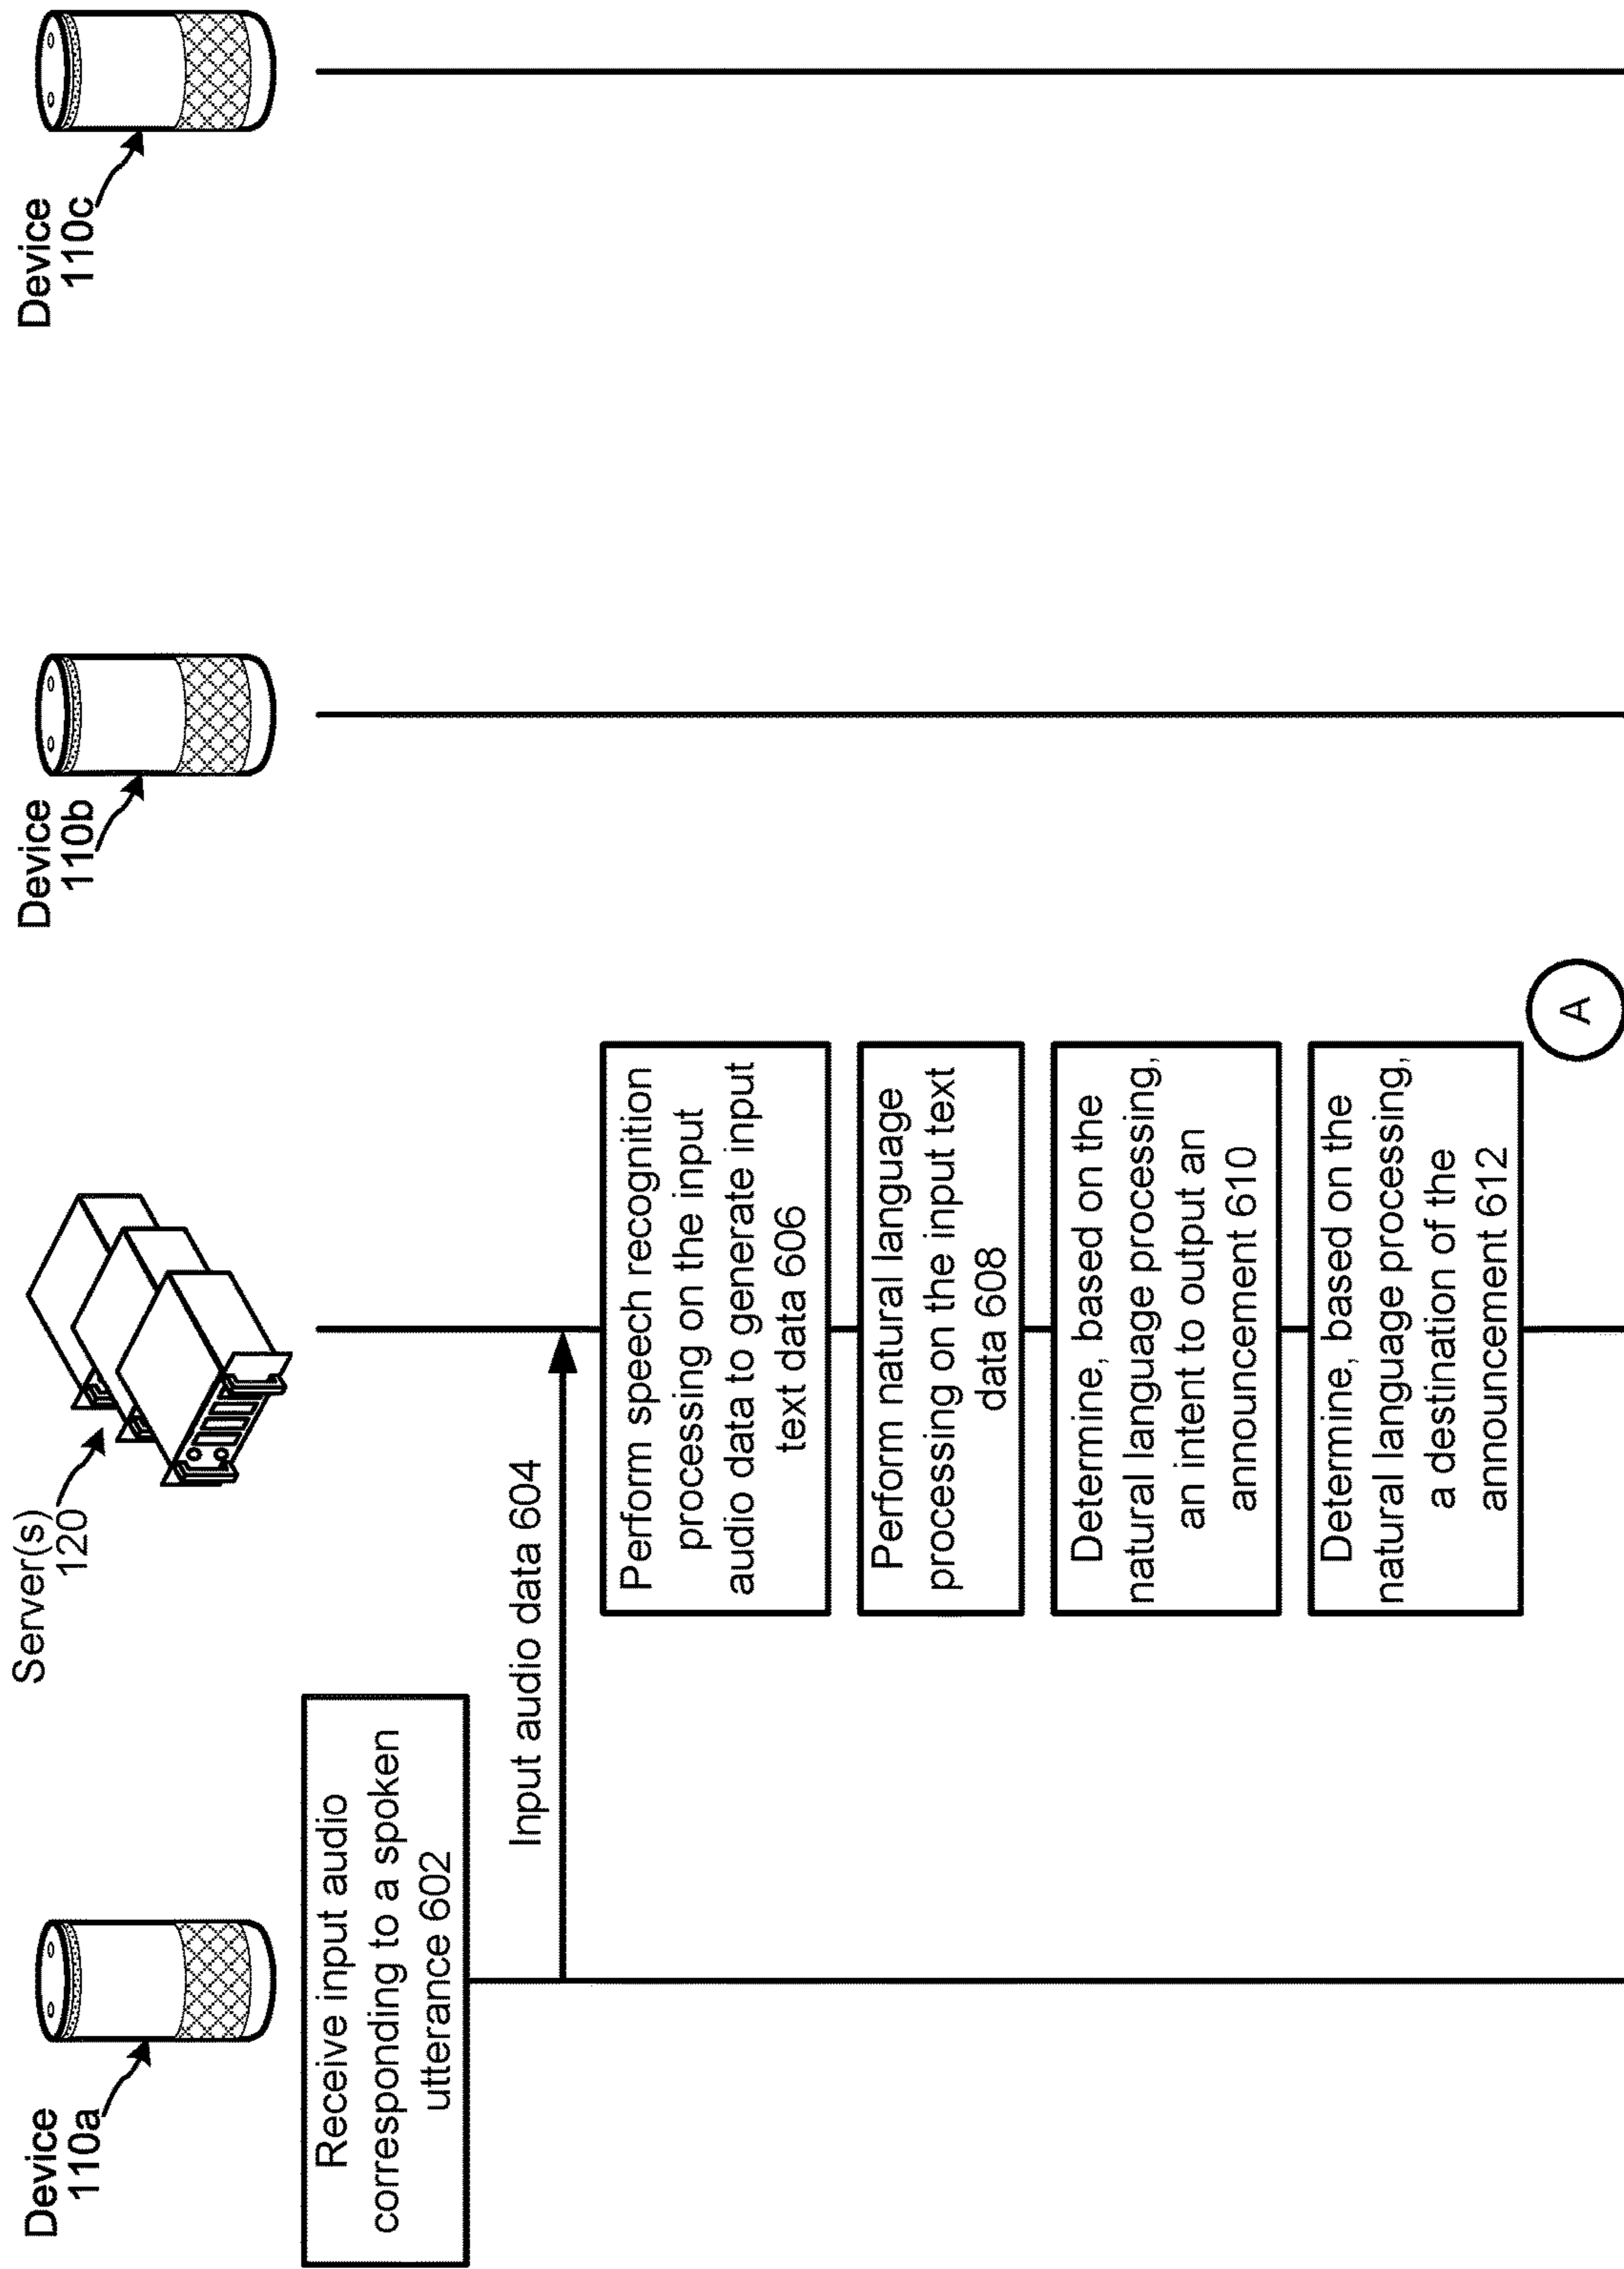 Device
110a
Server(s)
120
Device
110b
Device
110c
Receive input audio
corresponding to a spoken
utterance 602
Input audio data 604
Perform speech recognition
processing on the input
audio data to generate input
text data 606
Perform natural language
processing on the input text
data 608
Determine, based on the
natural language processing,
an intent to output an
announcement 610
Determine, based on the
natural language processing,
a destination of the
announcement 612
A